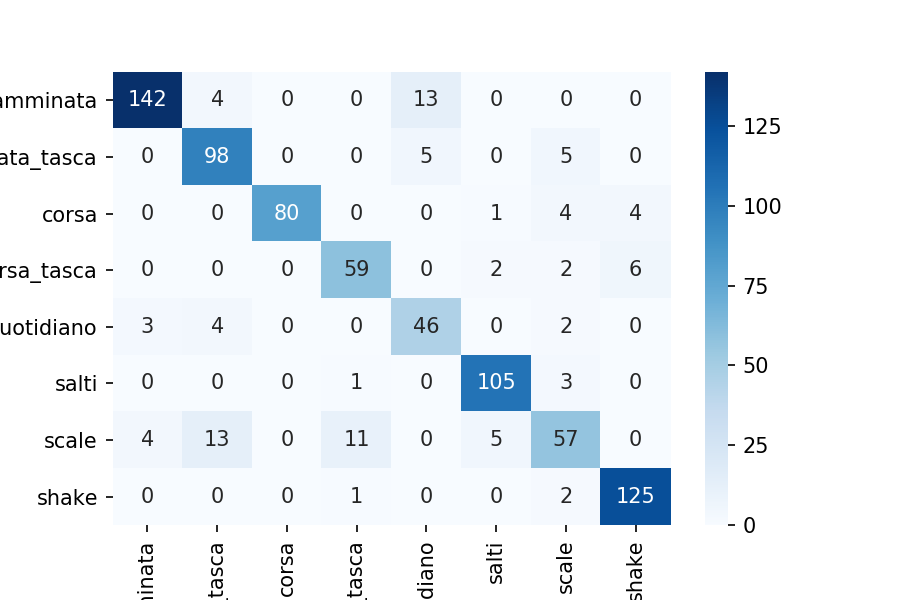 amminata 142 4 0 0 13 0 0 0
ata_tasca 0 98 0 0 5 0 5 0
corsa 0 0 80 0 0 1 4 4
rsa_tasca 0 0 0 59 0 2 2 6
uotidiano 3 4 0 0 46 0 2 0
salti 0 0 0 1 0 105 3 0
scale 4 13 0 11 0 5 57 0
shake 0 0 0 1 0 0 2 125
minata
_tasca
corsa
_tasca
diano
salti
scale
shake
125
100
75
50
25
0